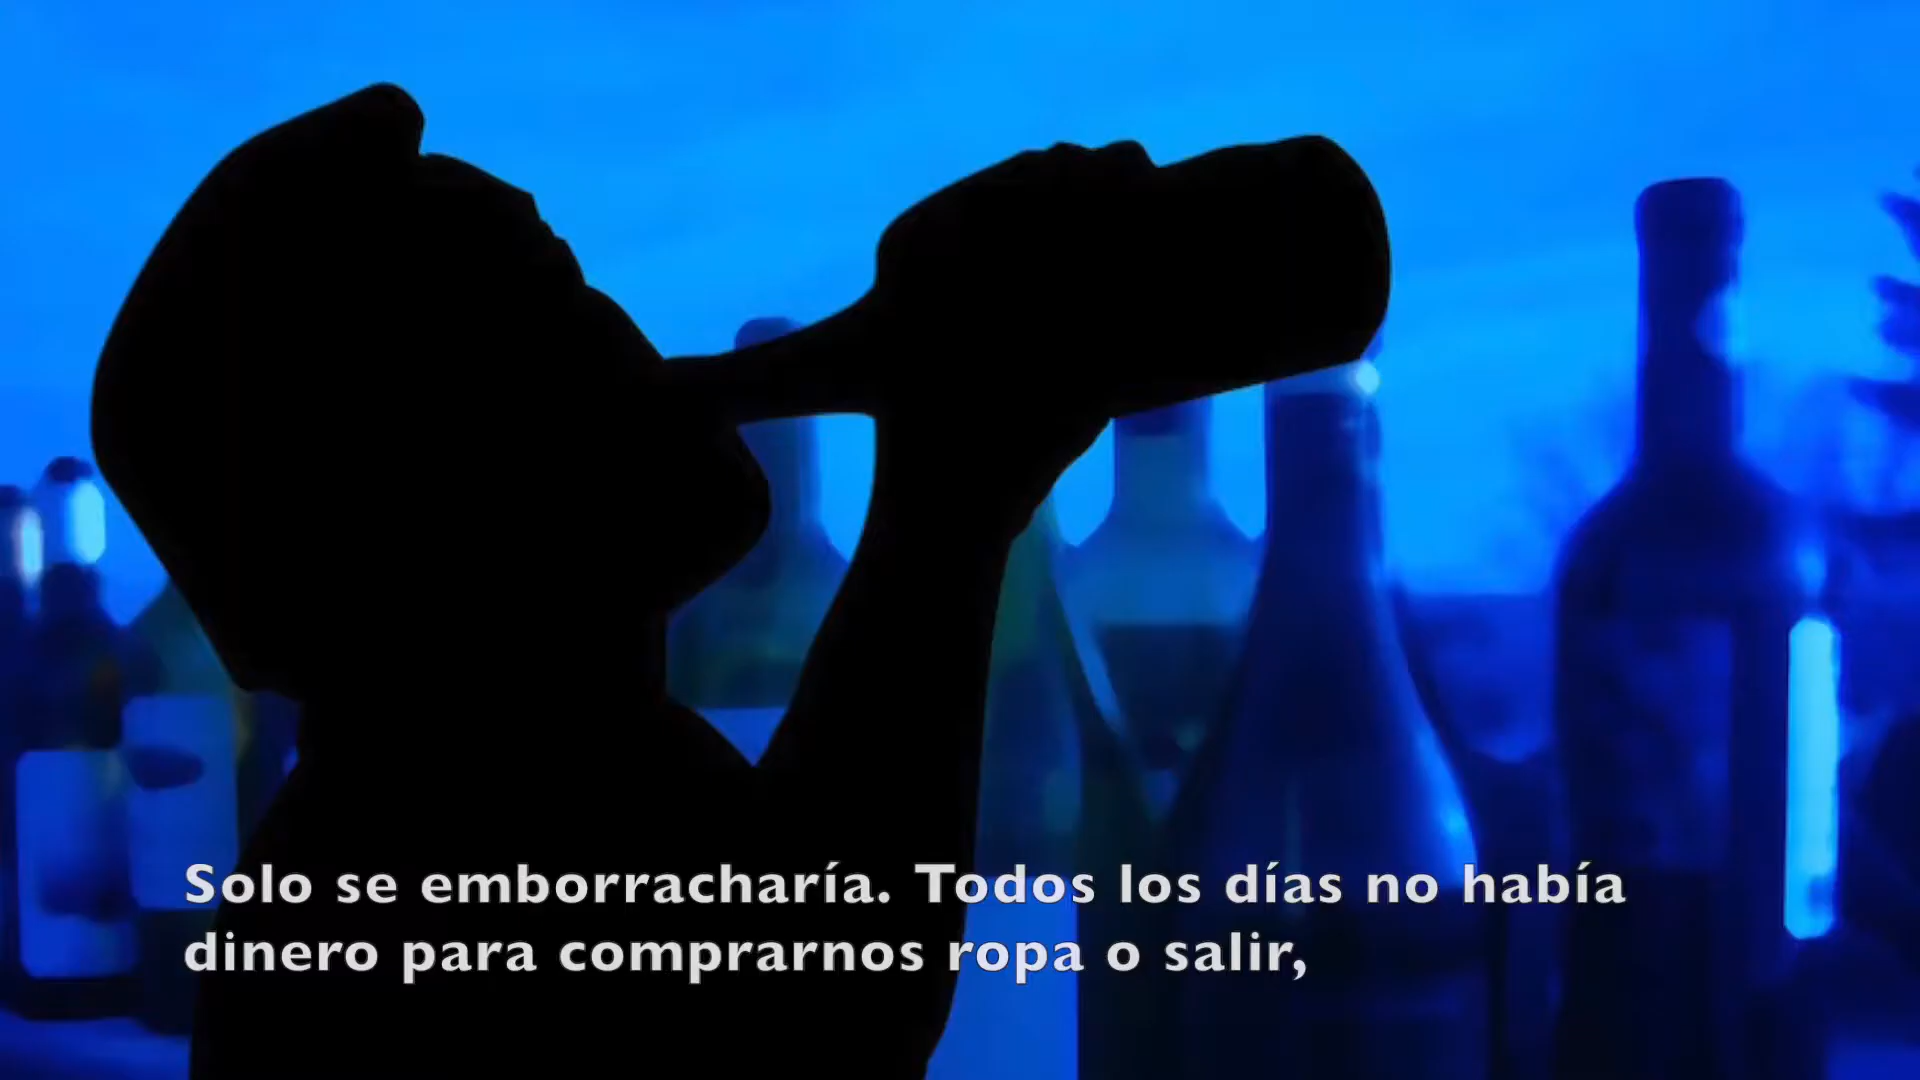 Solo se emborracharía. Todos los días no había
dinero para comprarnos ropa o salir,